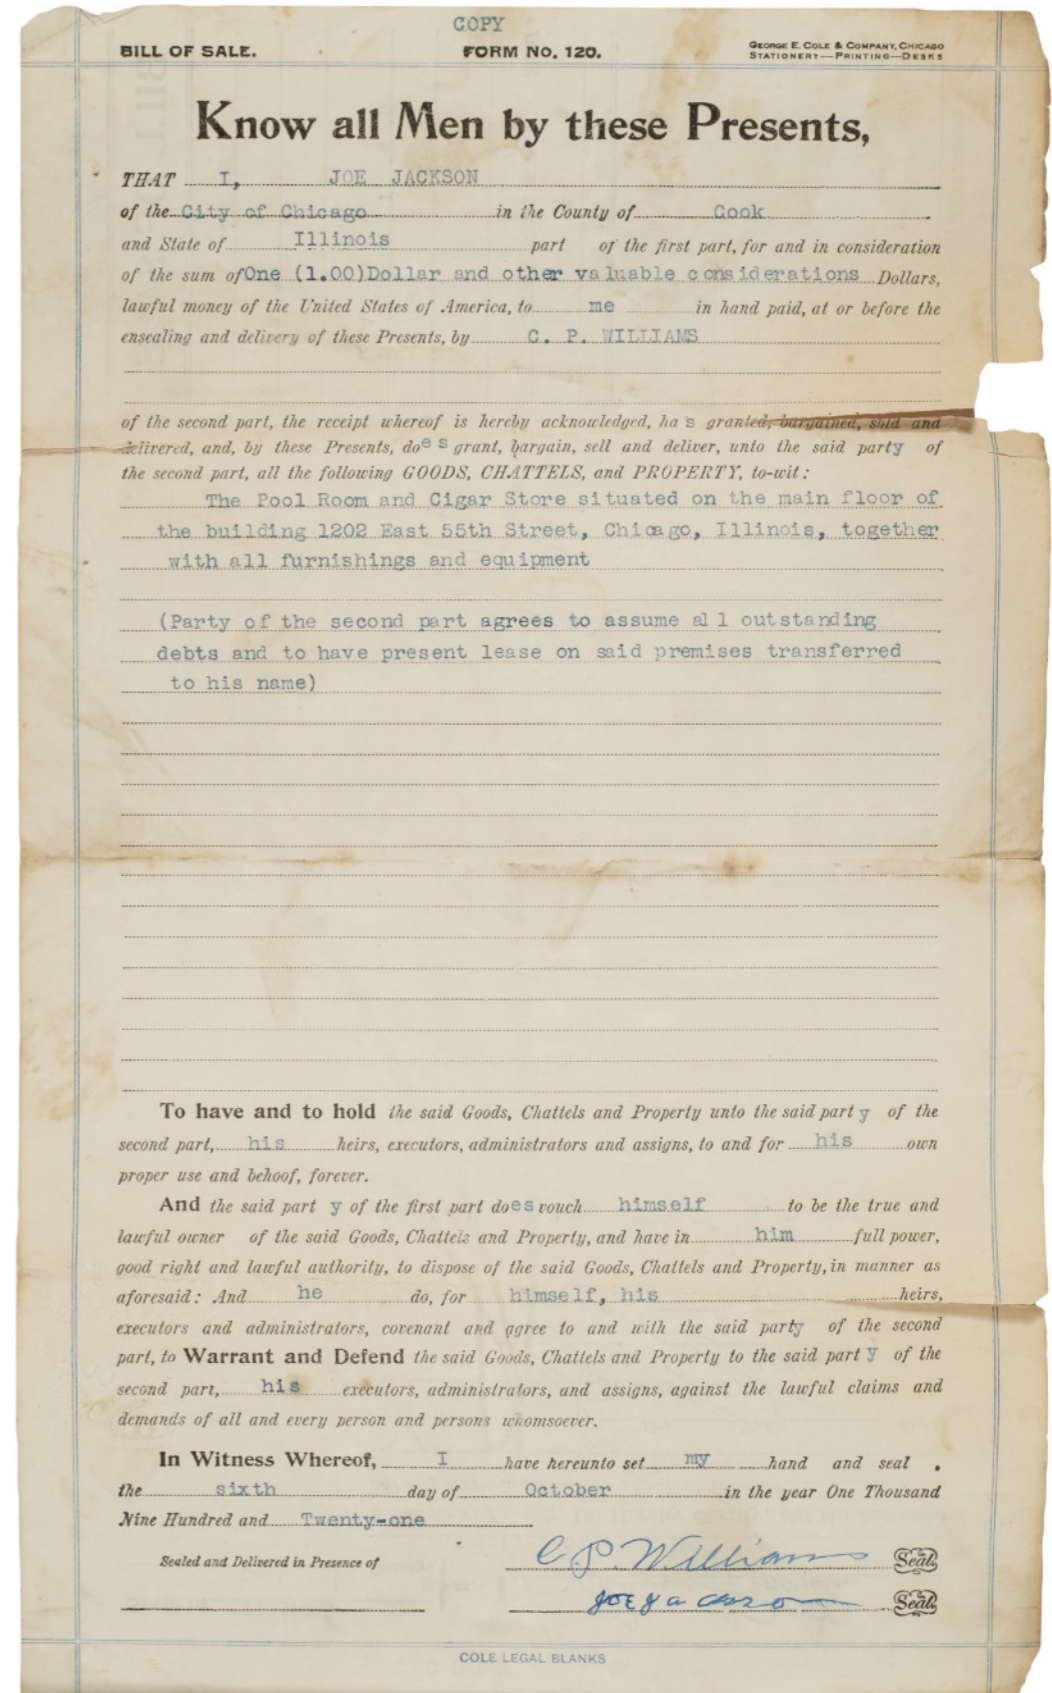 COPY
BILL OF SALE. FORM No. 120. GEORGE E. COLE & COMPANY, CHICAGO
STATIONERY—PRINTING—DESKS
Know all Men by these Presents,
THAT I, JOE JACKSON
of the City of Chicago in the County of Cook
and State of Illinois part of the first part, for and in consideration
of the sum of One (1.00)Dollar and other valuable considerations Dollars,
lawful money of the United States of America, to me in hand paid, at or before the
ensealing and delivery of these Presents, by C. P. WILLIAMS
of the second part, the receipt whereof is hereby acknowledged, ha s granted, bargained, sold and
delivered, and, by these Presents, does grant, bargain, sell and deliver, unto the said party of
the second part, all the following GOODS, CHATTELS, and PROPERTY, to-wit:
The Pool Room and Cigar Store situated on the main floor of
the building 1202 East 55th Street, Chicago, Illinois, together
with all furnishings and equipment
(Party of the second part agrees to assume all outstanding
debts and to have present lease on said premises transferred
to his name)
To have and to hold the said Goods, Chattels and Property unto the said part y of the
second part, his heirs, executors, administrators and assigns, to and for his own
proper use and behoof, forever.
And the said part y of the first part does vouch himself to be the true and
lawful owner of the said Goods, Chattels and Property, and have in him full power,
good right and lawful authority, to dispose of the said Goods, Chattels and Property, in manner as
aforesaid: And he do, for himself, his heirs,
executors and administrators, covenant and agree to and with the said party of the second
part, to Warrant and Defend the said Goods, Chattels and Property to the said part y of the
second part, his executors, administrators, and assigns, against the lawful claims and
demands of all and every person and persons whomsoever.
In Witness Whereof, I have hereunto set my hand and seal .
the sixth day of October in the year One Thousand
Nine Hundred and Twenty-one
Sealed and Delivered in Presence of C. P. Williams Seal
Joe Jackson Seal
COLE LEGAL BLANKS